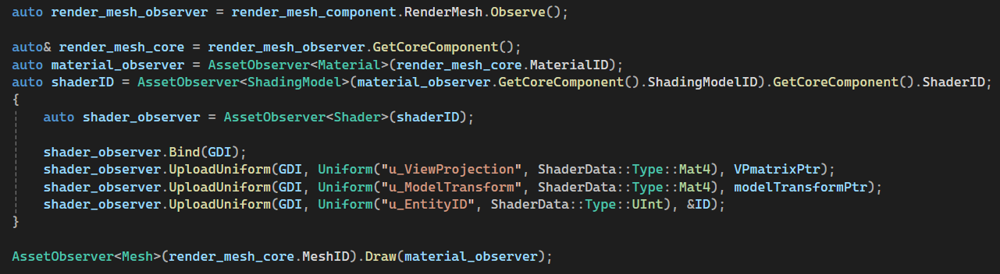 auto render_mesh_observer = render_mesh_component.RenderMesh.Observe();
auto& render_mesh_core = render_mesh_observer.GetCoreComponent();
auto material_observer = AssetObserver<Material>(render_mesh_core.MaterialID);
auto shaderID = AssetObserver<ShadingModel>(material_observer.GetCoreComponent().ShadingModelID).GetCoreComponent().ShaderID;
{
    auto shader_observer = AssetObserver<Shader>(shaderID);
    shader_observer.Bind(GDI);
    shader_observer.UploadUniform(GDI, Uniform("u_ViewProjection", ShaderData::Type::Mat4), VPmatrixPtr);
    shader_observer.UploadUniform(GDI, Uniform("u_ModelTransform", ShaderData::Type::Mat4), modelTransformPtr);
    shader_observer.UploadUniform(GDI, Uniform("u_EntityID", ShaderData::Type::UInt), &ID);
}
AssetObserver<Mesh>(render_mesh_core.MeshID).Draw(material_observer);